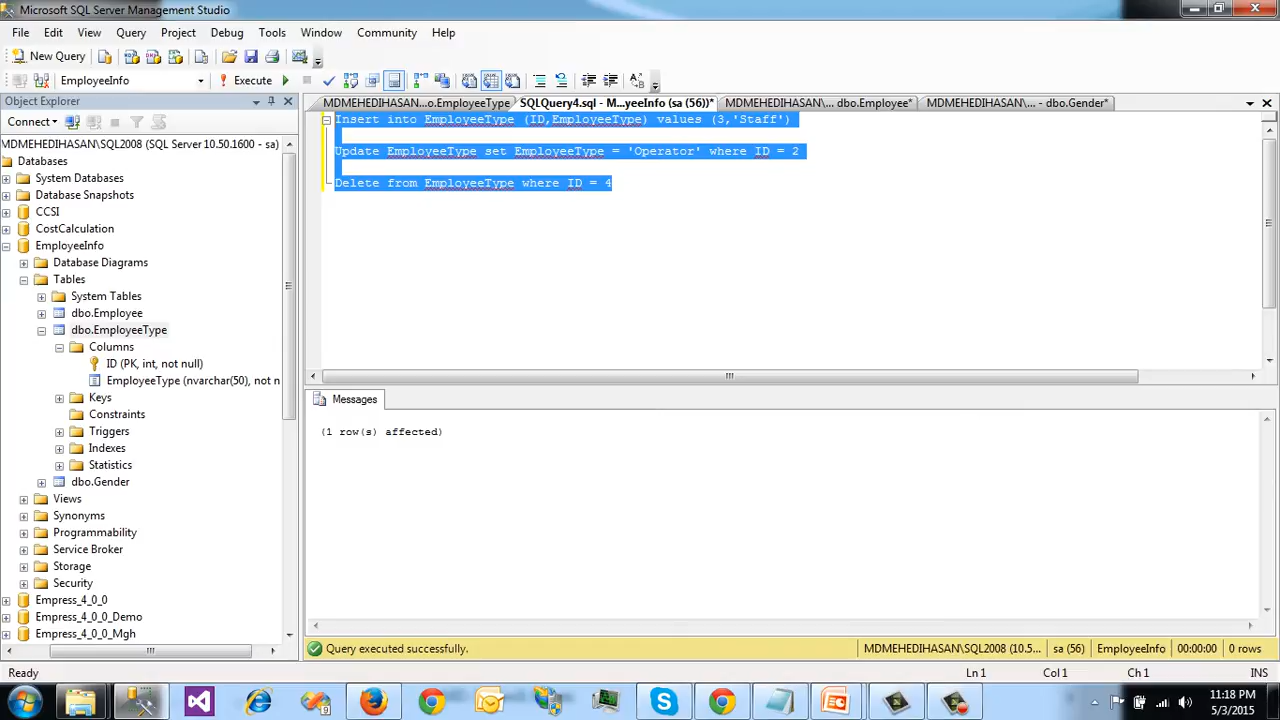 Microsoft SQL Server Management Studio
File Edit View Query Project Debug Tools Window Community Help
New Query
EmployeeInfo Execute
Object Explorer
MDMEHEDIHASAN...o.EmployeeType SQLQuery4.sql - M...yeeInfo (sa (56))* MDMEHEDIHASAN\... dbo.Employee* MDMEHEDIHASAN\... - dbo.Gender*
Connect
MDMEHEDIHASAN\SQL2008 (SQL Server 10.50.1600 - sa)
Databases
System Databases
Database Snapshots
CCSI
CostCalculation
EmployeeInfo
Database Diagrams
Tables
System Tables
dbo.Employee
dbo.EmployeeType
Columns
ID (PK, int, not null)
EmployeeType (nvarchar(50), not n
Keys
Constraints
Triggers
Indexes
Statistics
dbo.Gender
Views
Synonyms
Programmability
Service Broker
Storage
Security
Empress_4_0_0
Empress_4_0_0_Demo
Empress_4_0_0_Mgh
Insert into EmployeeType (ID,EmployeeType) values (3,'Staff')
Update EmployeeType set EmployeeType = 'Operator' where ID = 2
Delete from EmployeeType where ID = 4
Messages
(1 row(s) affected)
Query executed successfully. MDMEHEDIHASAN\SQL2008 (10.5... sa (56) EmployeeInfo 00:00:00 0 rows
Ready Ln 1 Col 1 Ch 1 INS
11:18 PM
5/3/2015